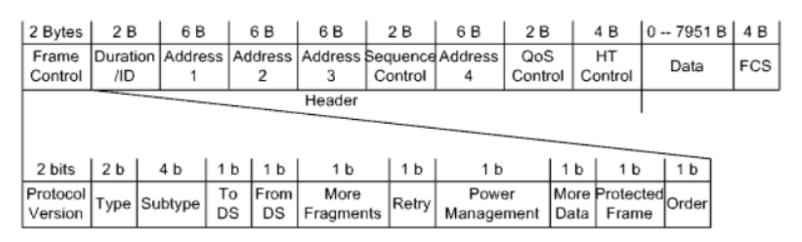 2 Bytes 2 B 6 B 6 B 6 B 2 B 6 B 2 B 4 B 0 -- 7951 B 4 B
Frame Control Duration /ID Address 1 Address 2 Address 3 Sequence Control Address 4 QoS Control HT Control Data FCS
Header
2 bits 2 b 4 b 1 b 1 b 1 b 1 b 1 b 1 b 1 b 1 b
Protocol Version Type Subtype To DS From DS More Fragments Retry Power Management More Data Protected Frame Order